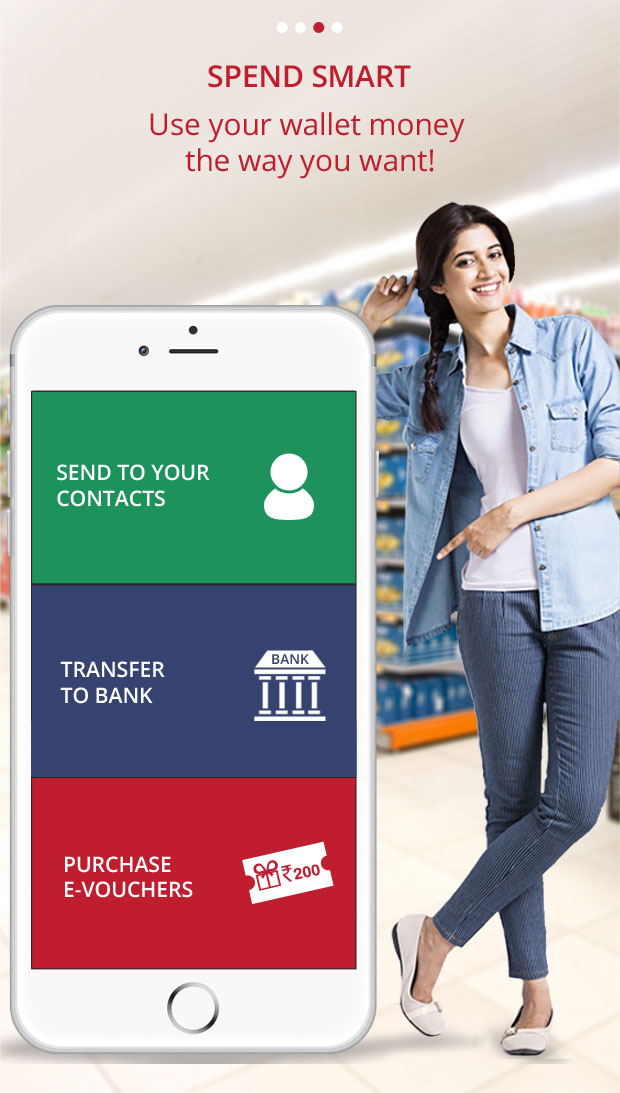 SPEND SMART
Use your wallet money
the way you want!
SEND TO YOUR
CONTACTS
TRANSFER
TO BANK
BANK
PURCHASE
E-VOUCHERS
₹200